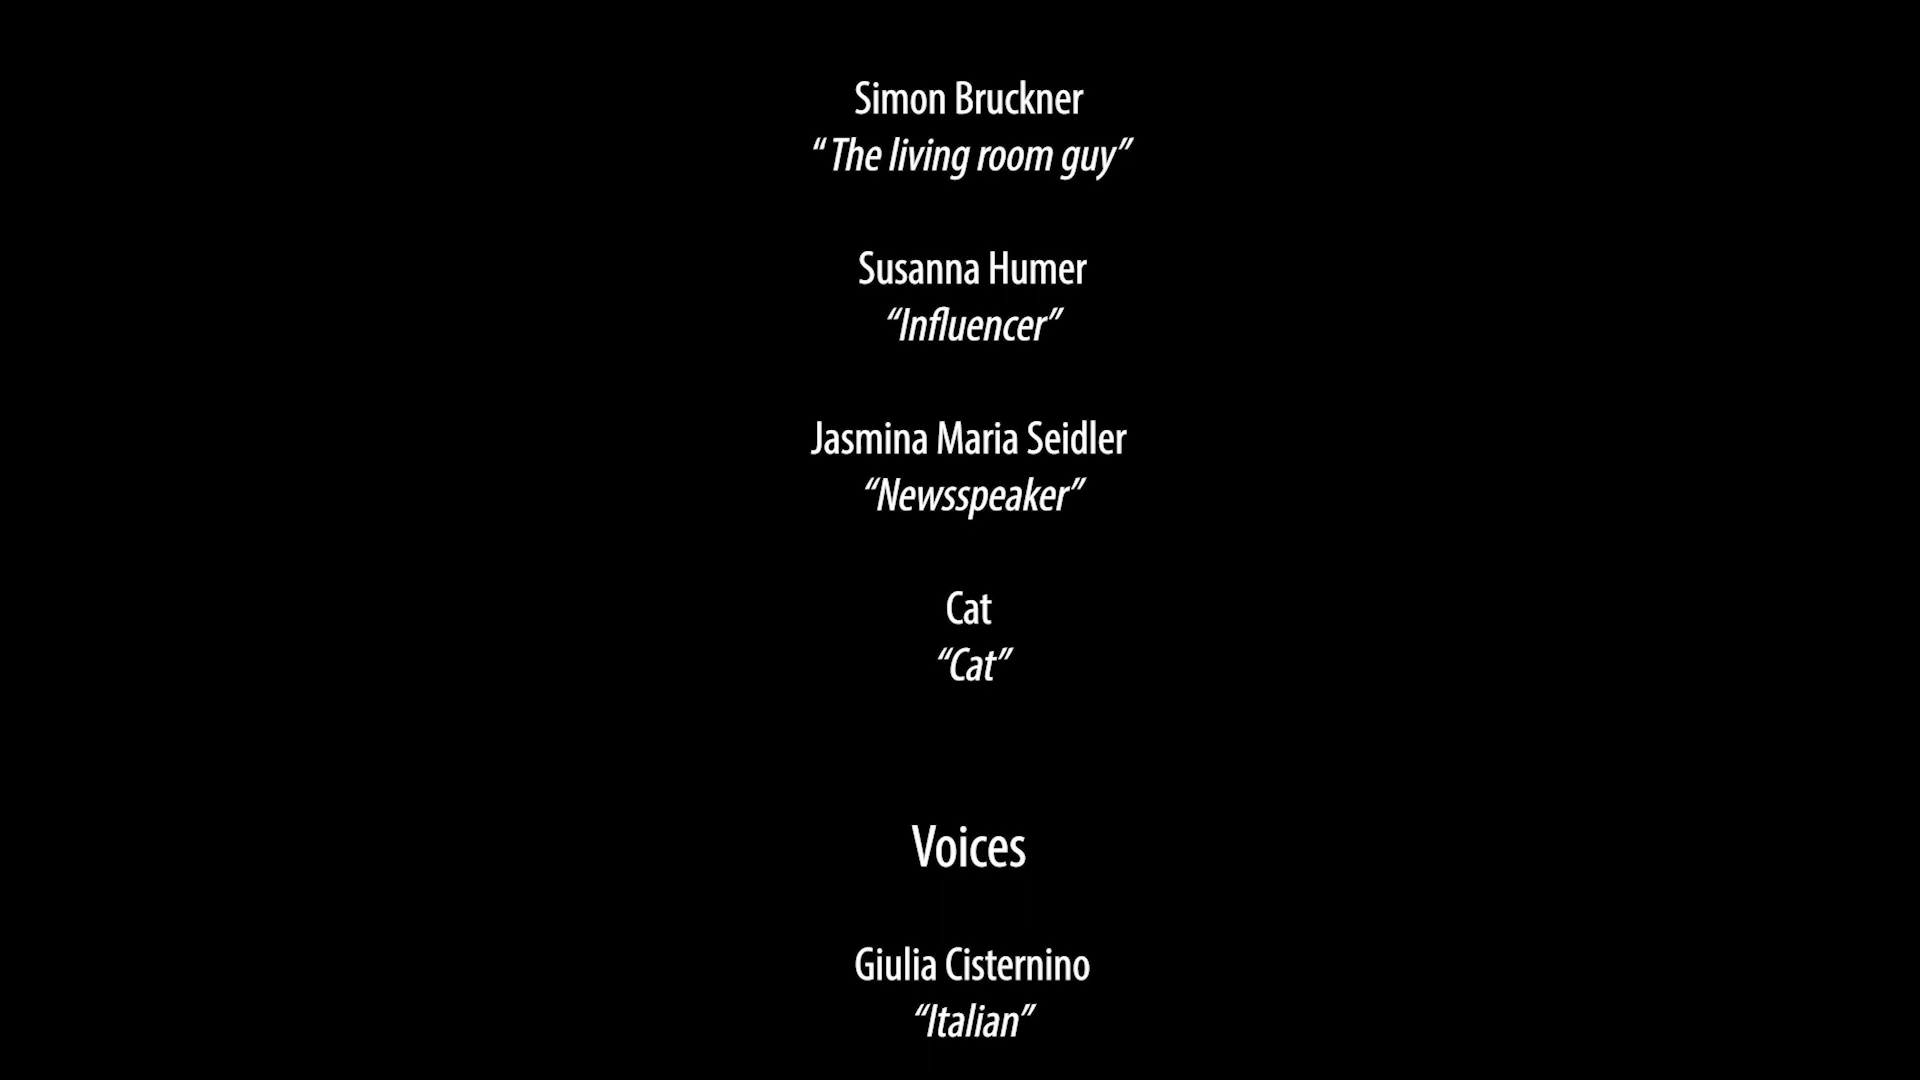 Simon Bruckner
“ The living room guy”
Susanna Humer
“Influencer”
Jasmina Maria Seidler
“Newsspeaker”
Cat
“Cat”
Voices
Giulia Cisternino
“Italian”